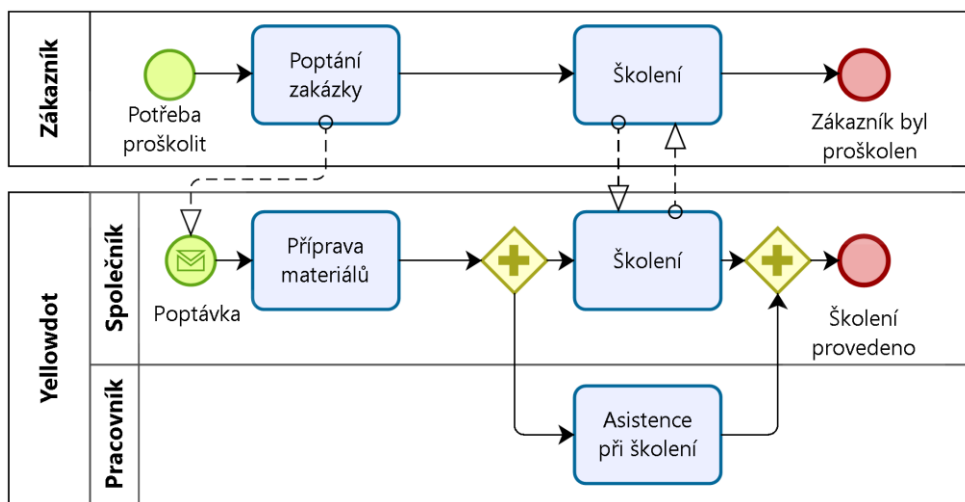 Zákazník
Potřeba
proškolit
Poptání
zakázky
Školení
Zákazník byl
proškolen
Yellowdot
Společník
Poptávka
Příprava
materiálů
Školení
Školení
provedeno
Pracovník
Asistence
při školení